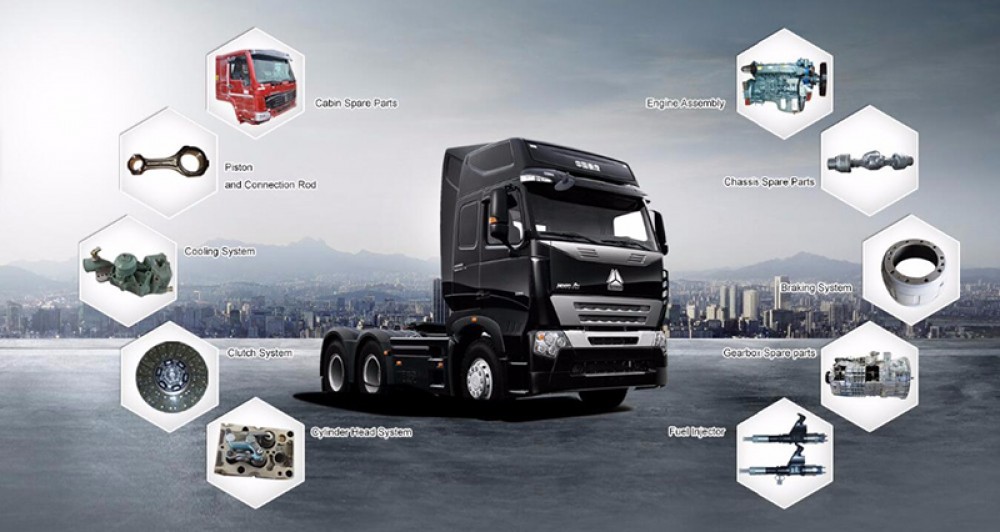 Cabin Spare Parts
Piston
and Connection Rod
Cooling System
Clutch System
Cylinder Head System
Engine Assembly
Chassis Spare Parts
Braking System
Gearbox Spare parts
Fuel Injector